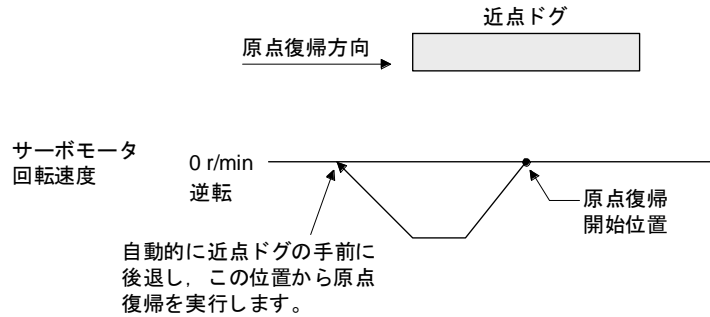 近点ドグ
原点復帰方向
サーボモータ
回転速度
0 r/min
逆転
原点復帰
開始位置
自動的に近点ドグの手前に
後退し，この位置から原点
復帰を実行します。